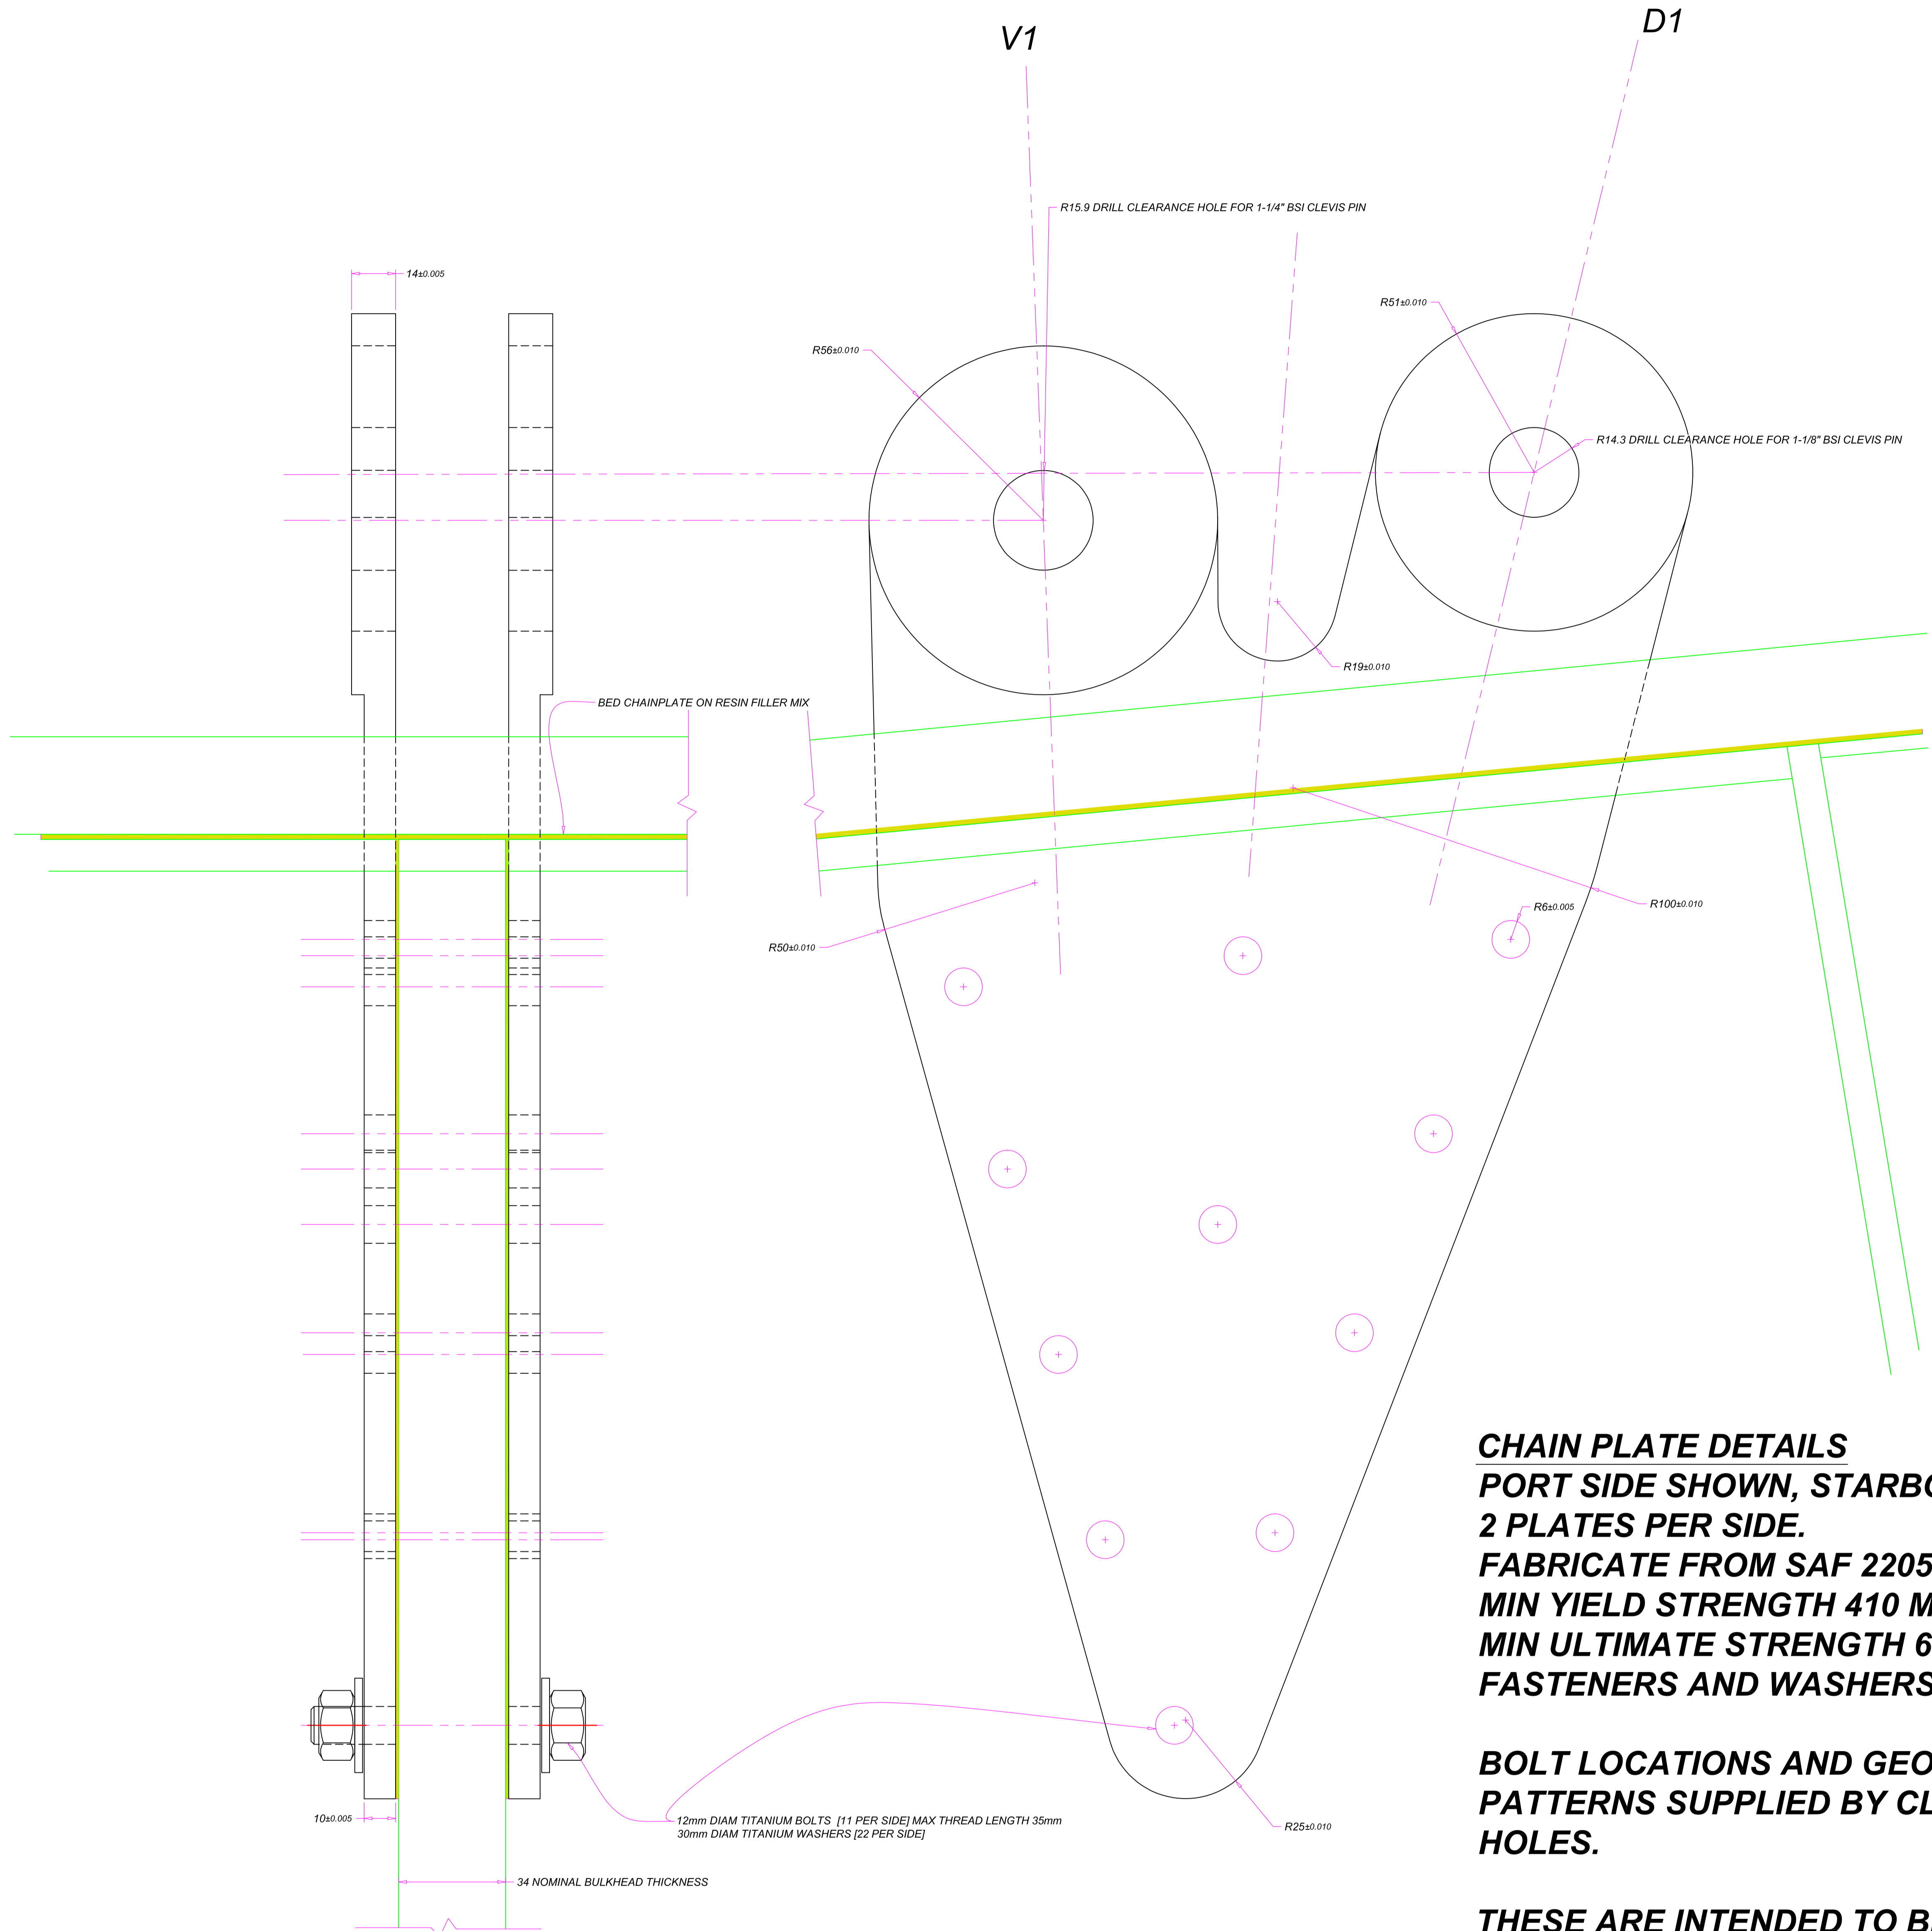 V1
D1
R15.9 DRILL CLEARANCE HOLE FOR 1-1/4" BSI CLEVIS PIN
14±0.005
R51±0.010
R56±0.010
R14.3 DRILL CLEARANCE HOLE FOR 1-1/8" BSI CLEVIS PIN
R19±0.010
BED CHAINPLATE ON RESIN FILLER MIX
R100±0.010
R6±0.005
R50±0.010
CHAIN PLATE DETAILS
PORT SIDE SHOWN,
2 PLATES PER SIDE.
FABRICATE FROM SAF 2205
MIN YIELD STRENGTH 410
MIN ULTIMATE STRENGTH
FASTENERS AND WASHERS
BOLT LOCATIONS AND
PATTERNS SUPPLIED BY
HOLES.
THESE ARE INTENDED TO
10±0.005
12mm DIAM TITANIUM BOLTS [11 PER SIDE] MAX THREAD LENGTH 35mm
30mm DIAM TITANIUM WASHERS [22 PER SIDE]
R25±0.010
34 NOMINAL BULKHEAD THICKNESS